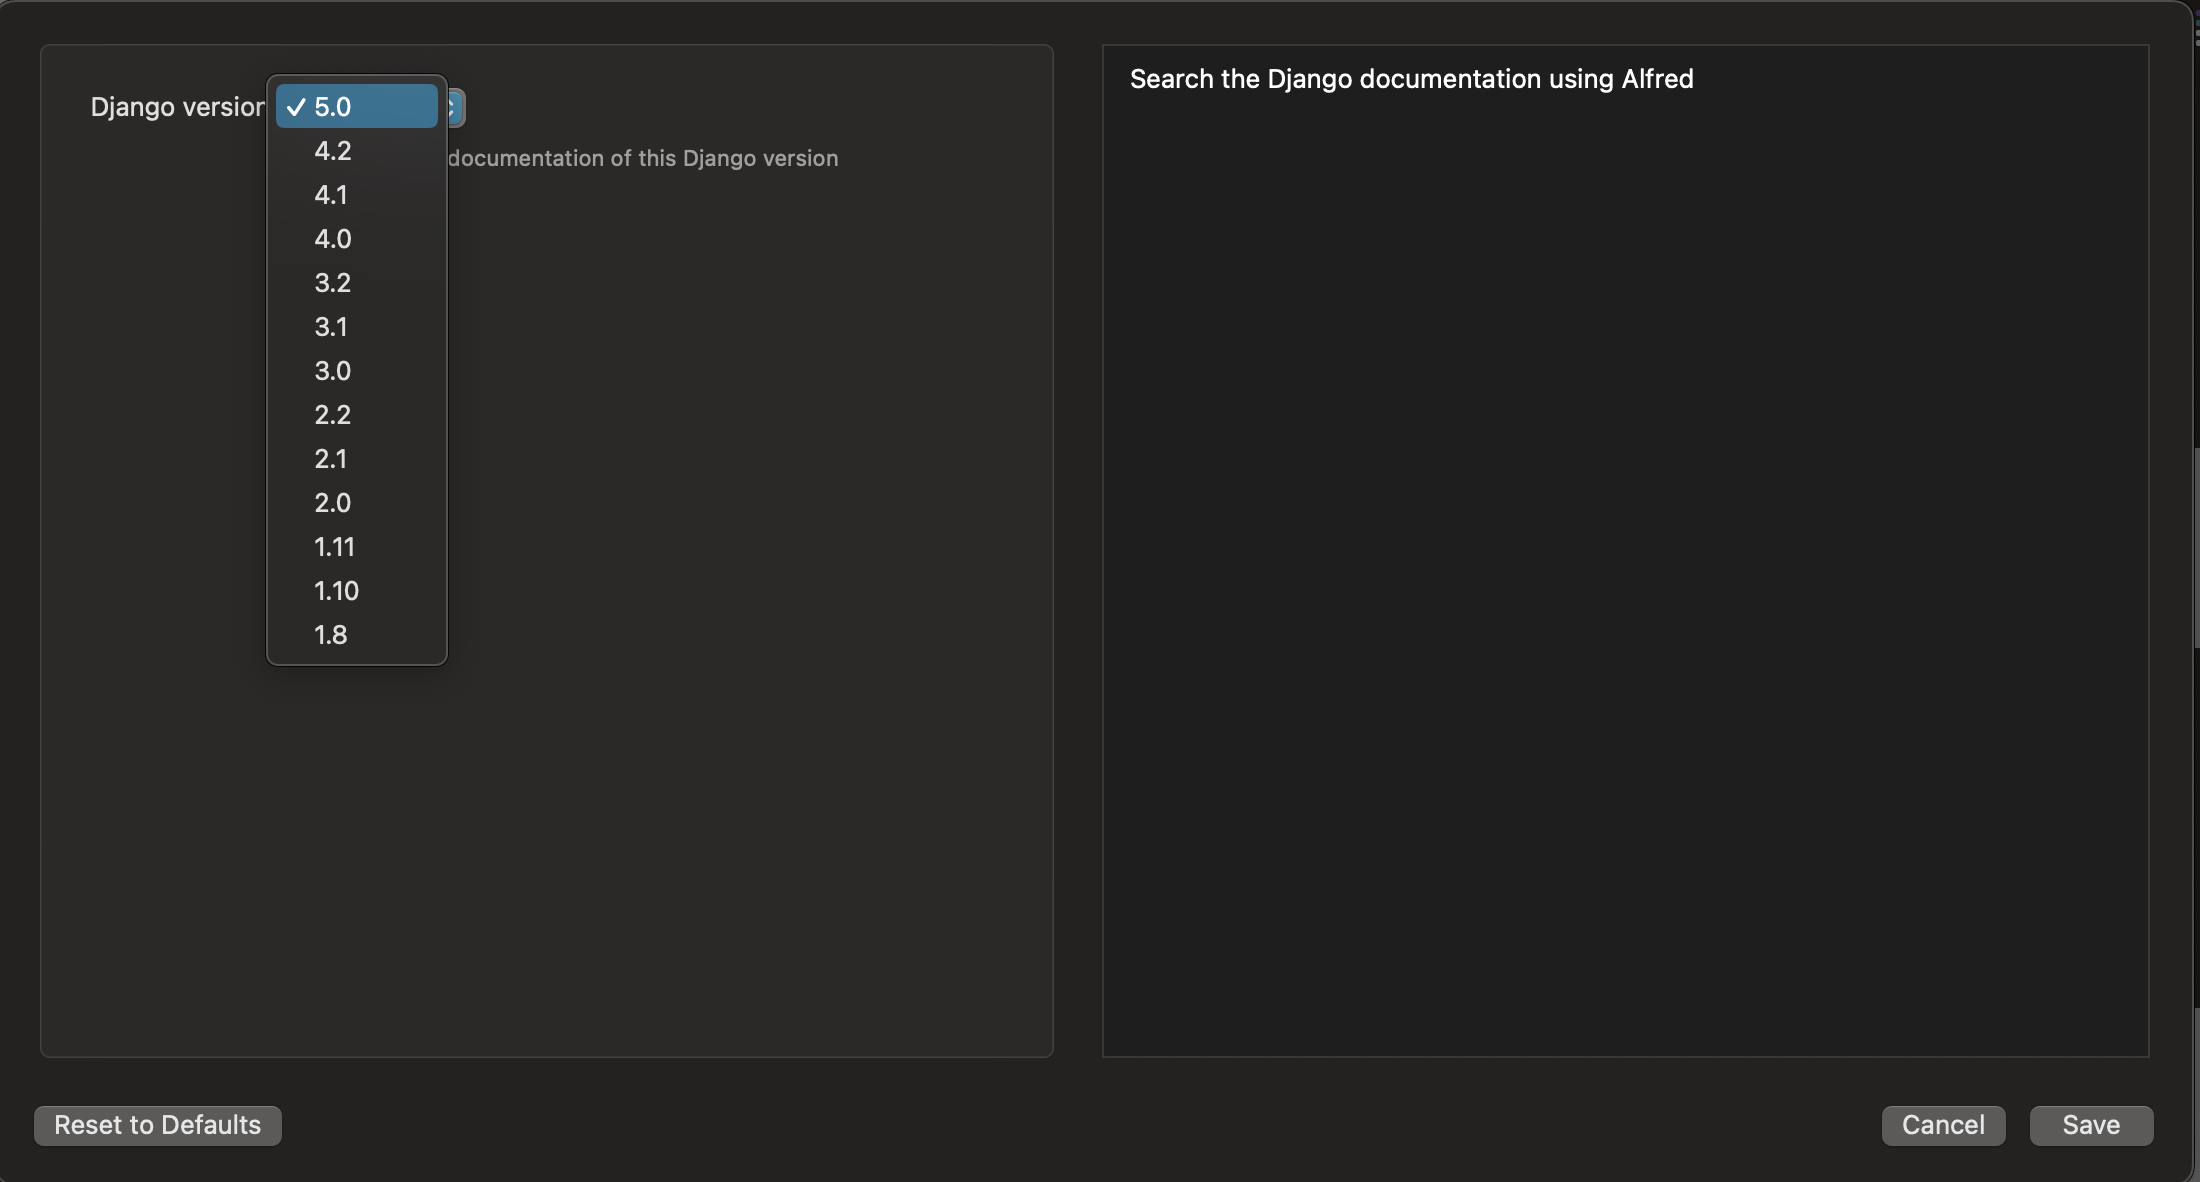 Django version
5.0
4.2
4.1
4.0
3.2
3.1
3.0
2.2
2.1
2.0
1.11
1.10
1.8
documentation of this Django version
Search the Django documentation using Alfred
Reset to Defaults
Cancel
Save